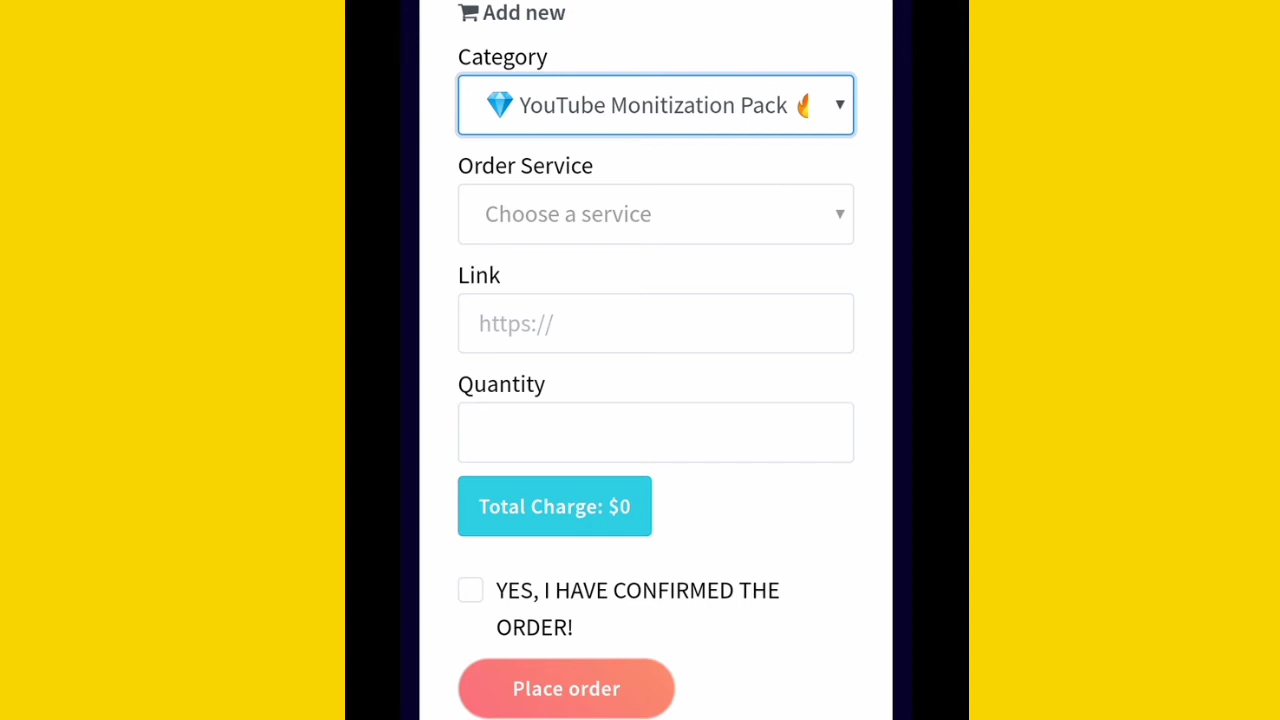 Add new
Category
💎 YouTube Monitization Pack 🔥
Order Service
Choose a service
Link
https://
Quantity
Total Charge: $0
YES, I HAVE CONFIRMED THE
ORDER!
Place order